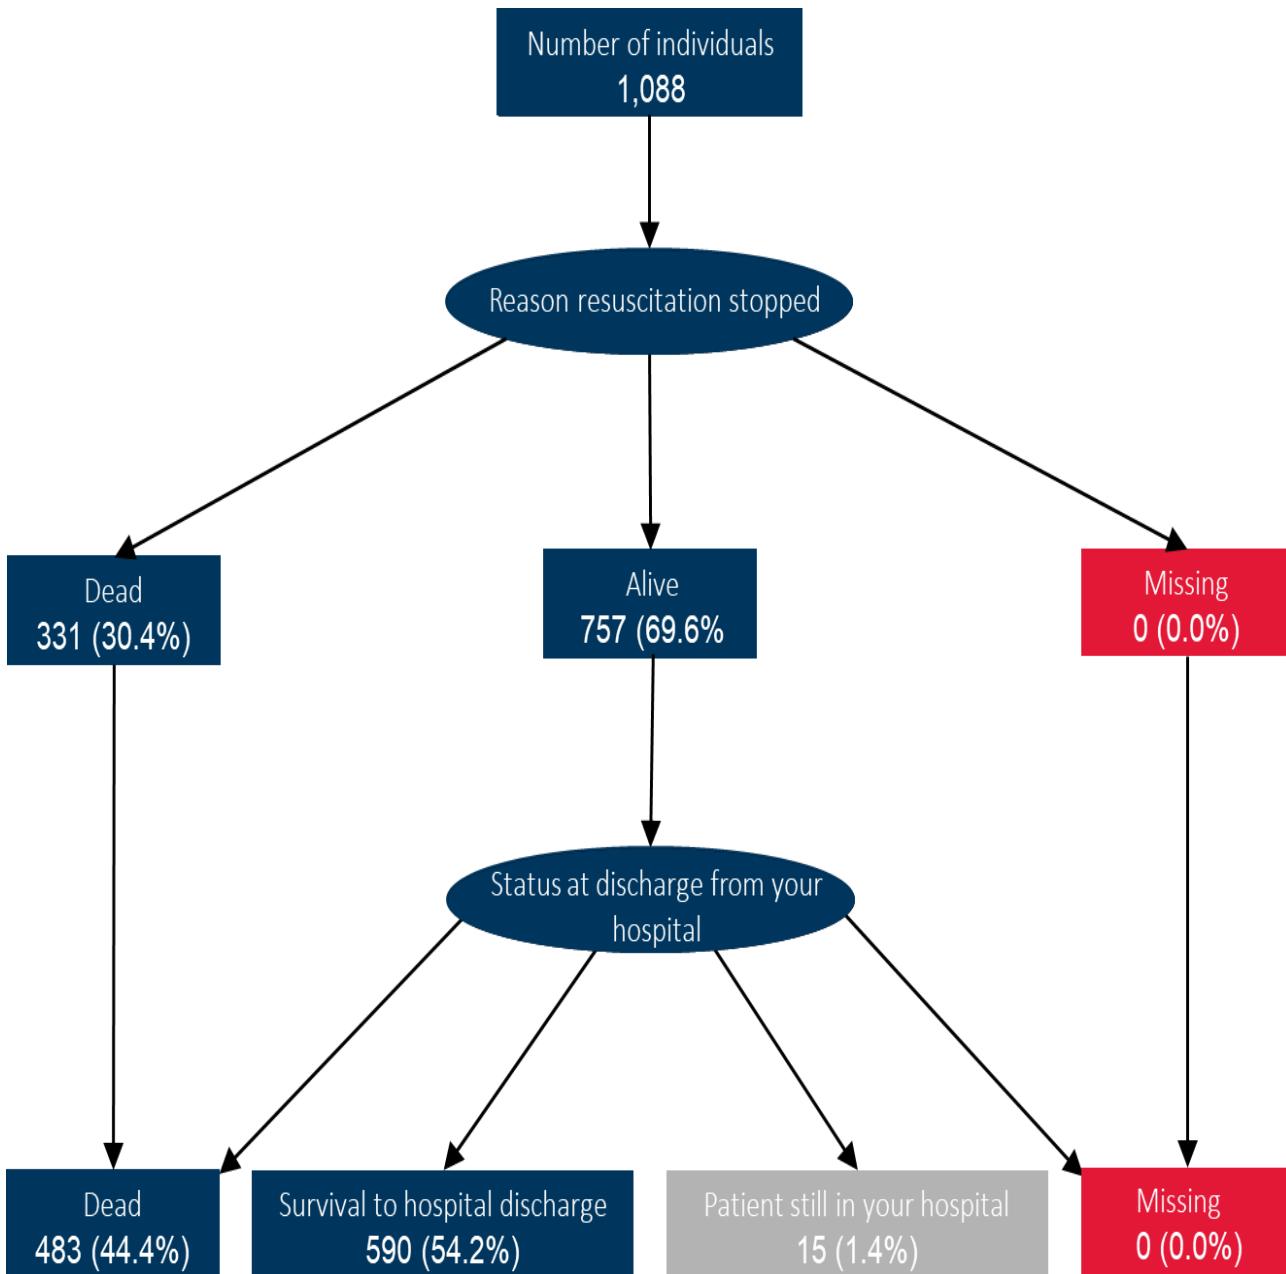 Number of individuals
1,088
Reason resuscitation stopped
Dead
331 (30.4%)
Alive
757 (69.6%
Missing
0 (0.0%)
Status at discharge from your
hospital
Dead
483 (44.4%)
Survival to hospital discharge
590 (54.2%)
Patient still in your hospital
15 (1.4%)
Missing
0 (0.0%)